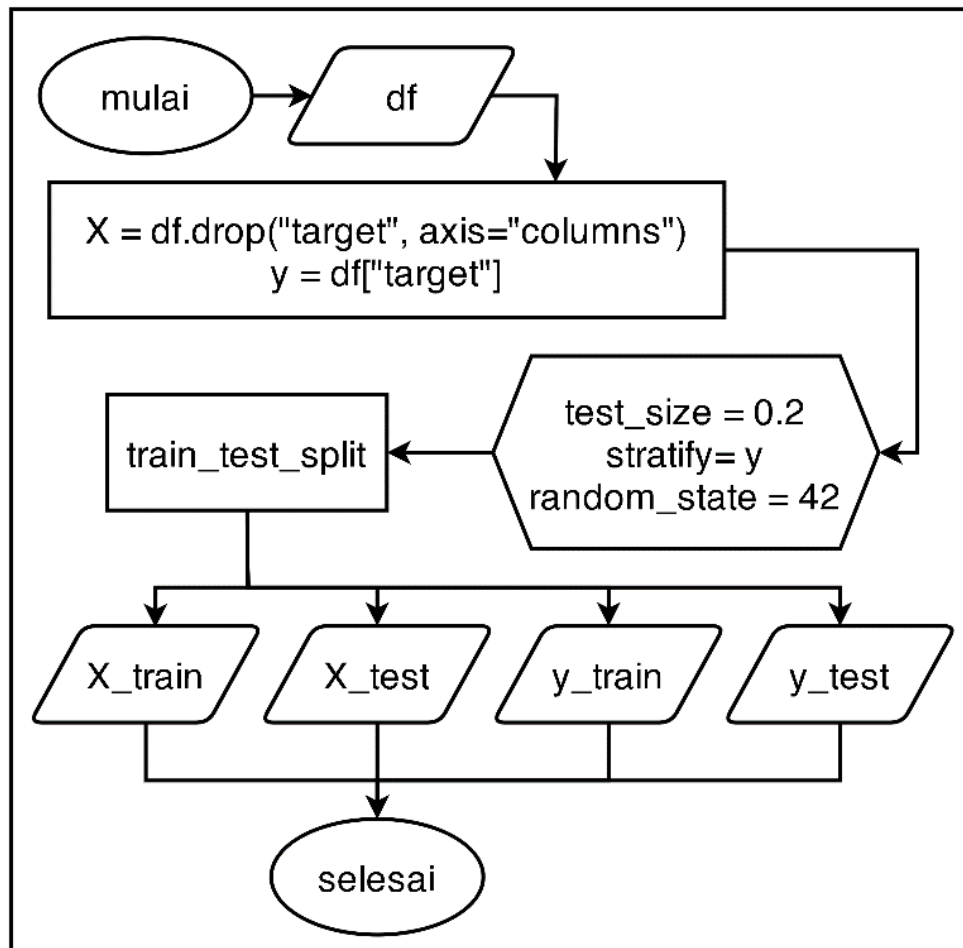 mulai
df
X = df.drop("target", axis="columns")
y = df["target"]
test_size = 0.2
stratify= y
random_state = 42
train_test_split
X_train
X_test
y_train
y_test
selesai